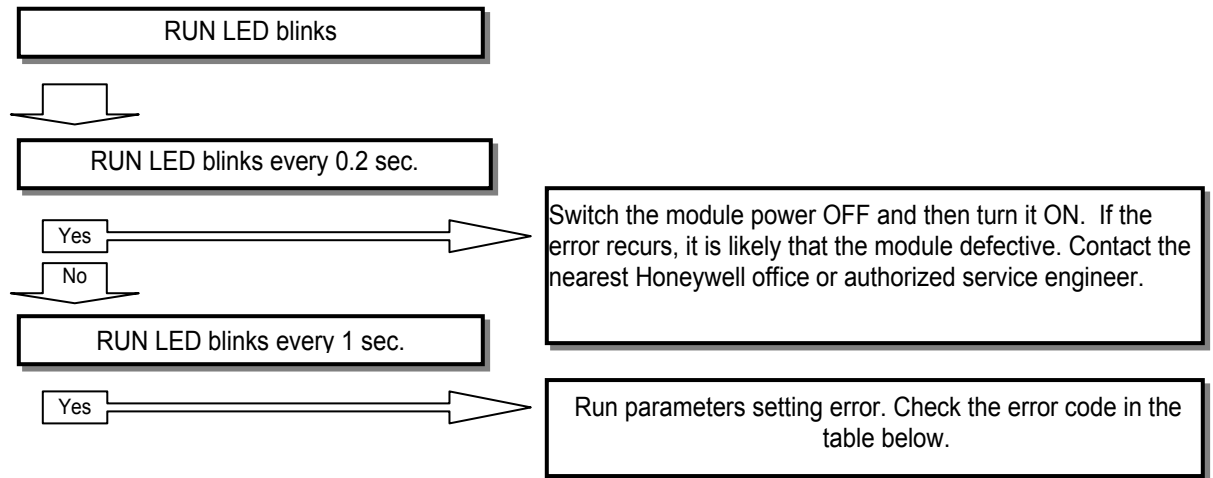 RUN LED blinks
RUN LED blinks every 0.2 sec.
Yes
Switch the module power OFF and then turn it ON. If the
error recurs, it is likely that the module defective. Contact the
nearest Honeywell office or authorized service engineer.
No
RUN LED blinks every 1 sec.
Yes
Run parameters setting error. Check the error code in the
table below.